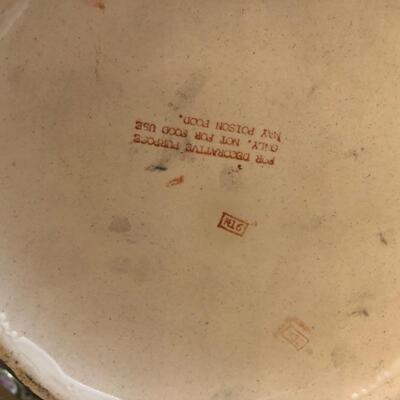 FOR DECORATIVE PURPOSE
ONLY. NOT FOR FOOD USE
MAY POISON FOOD.